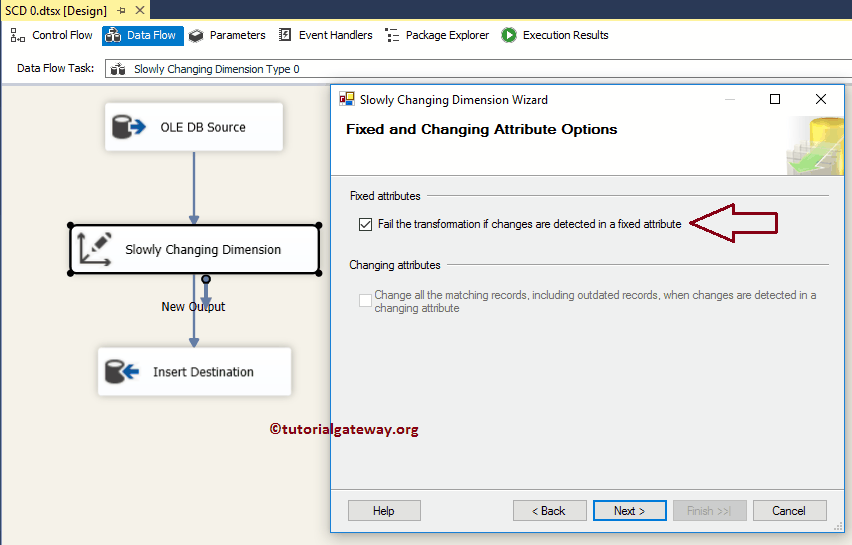 SCD 0.dtsx [Design]
Control Flow
Data Flow
Parameters
Event Handlers
Package Explorer
Execution Results
Data Flow Task:
Slowly Changing Dimension Type 0
OLE DB Source
Slowly Changing Dimension
New Output
Insert Destination
©tutorialgateway.org
Slowly Changing Dimension Wizard
Fixed and Changing Attribute Options
Fixed attributes
Fail the transformation if changes are detected in a fixed attribute
Changing attributes
Change all the matching records, including outdated records, when changes are detected in a
changing attribute
Help
< Back
Next >
Finish >>|
Cancel